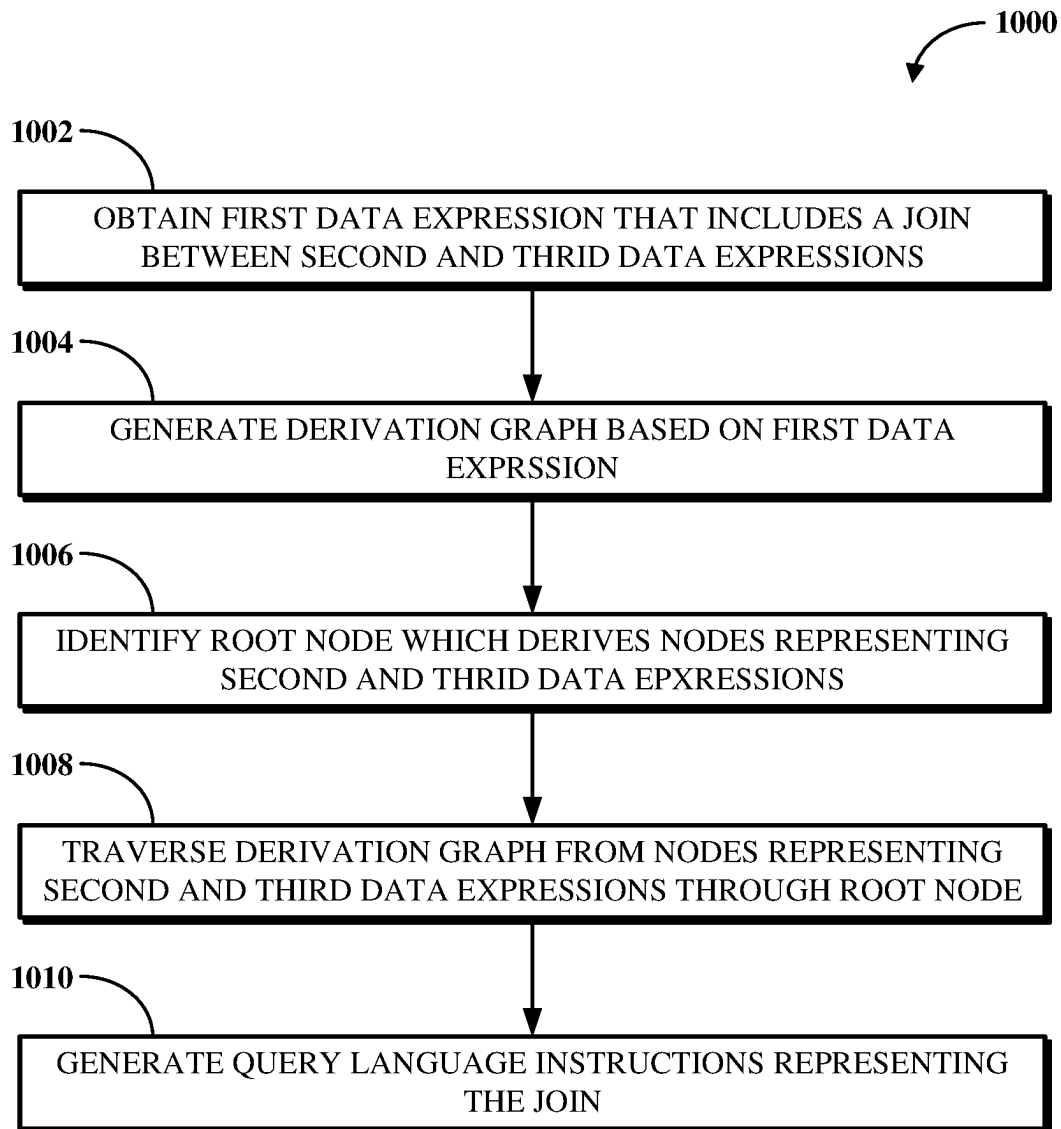 1000
1002
OBTAIN FIRST DATA EXPRESSION THAT INCLUDES A JOIN
BETWEEN SECOND AND THRID DATA EXPRESSIONS
1004
GENERATE DERIVATION GRAPH BASED ON FIRST DATA
EXPRSSION
1006
IDENTIFY ROOT NODE WHICH DERIVES NODES REPRESENTING
SECOND AND THRID DATA EPXRESSIONS
1008
TRAVERSE DERIVATION GRAPH FROM NODES REPRESENTING
SECOND AND THIRD DATA EXPRESSIONS THROUGH ROOT NODE
1010
GENERATE QUERY LANGUAGE INSTRUCTIONS REPRESENTING
THE JOIN